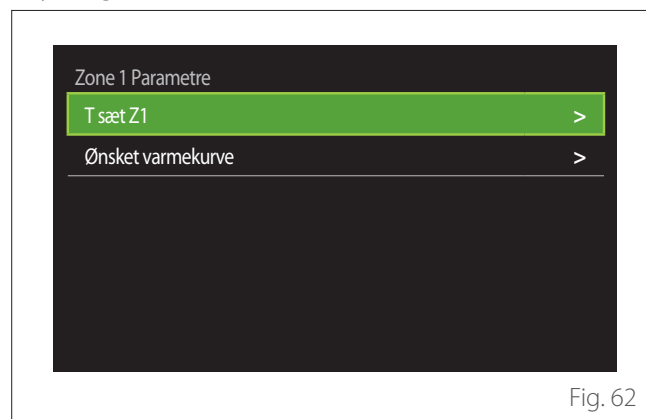 Zone 1 Parametre
T sæt Z1 >
Ønsket varmekurve >
Fig. 62